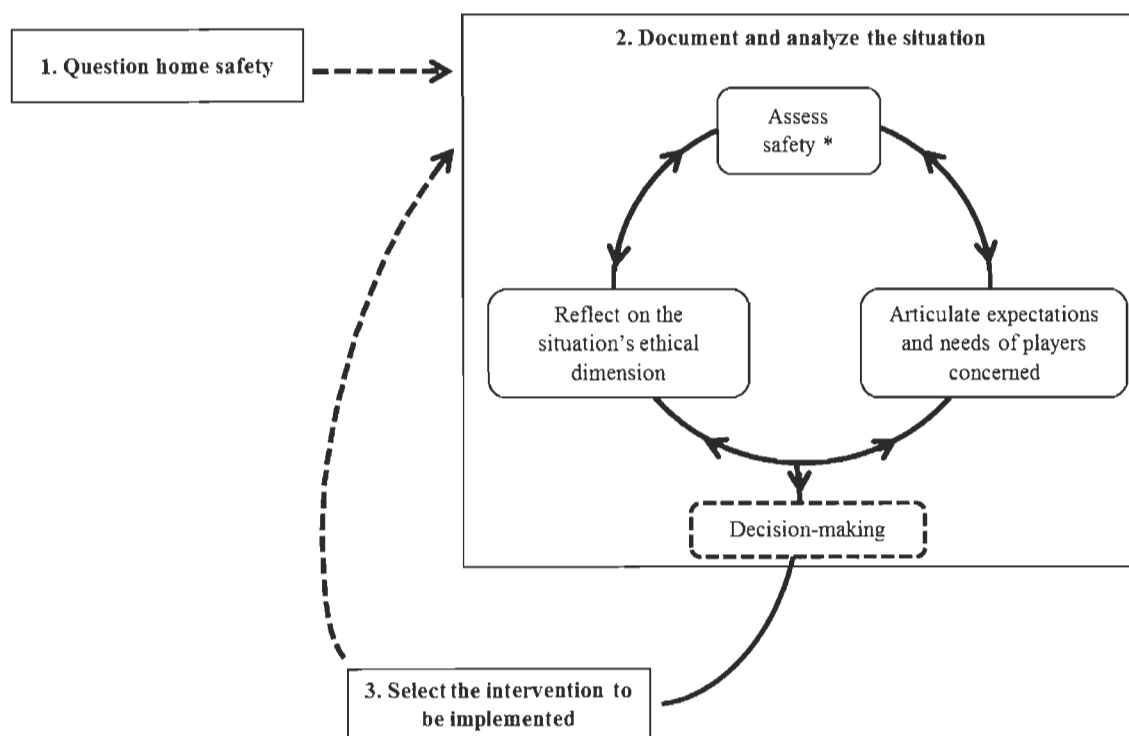 1. Question home safety
2. Document and analyze the situation
Assess
safety *
Reflect on the
situation's ethical
dimension
Articulate expectations
and needs of players
concerned
Decision-making
3. Select the intervention to
be implemented